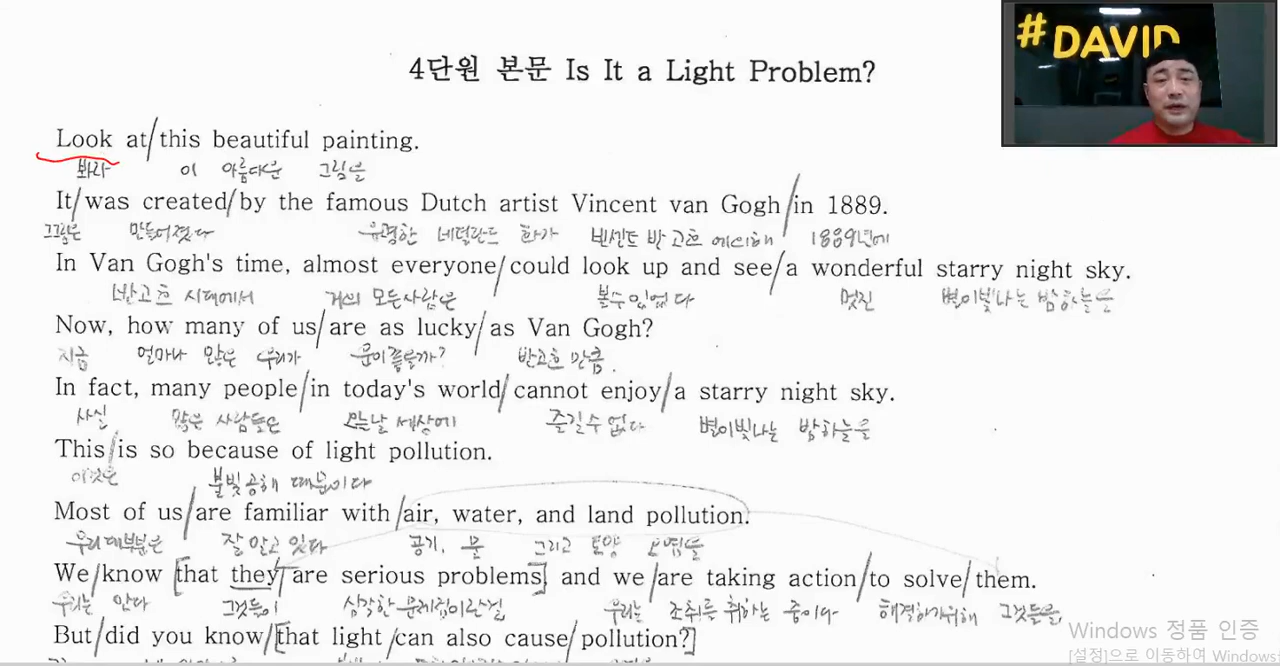 #DAVID
4단원 본문 Is It a Light Problem?
Look at/this beautiful painting.
봐라 이 아름다운 그림을
It/was created/by the famous Dutch artist Vincent van Gogh/in 1889.
그그림은 만들어졌다 유명한 네덜란드 화가 빈센트 반 고흐 에의해 1889년에
In Van Gogh's time, almost everyone/could look up and see/a wonderful starry night sky.
반고흐 시대에서 거의 모든사람은 볼수있었다 멋진 별이빛나는 밤하늘을
Now, how many of us/are as lucky/as Van Gogh?
지금 얼마나 많은 우리가 운이좋을까? 반고흐 만큼.
In fact, many people/in today's world/cannot enjoy/a starry night sky.
사실 많은 사람들은 오늘날 세상에 즐길수 없다 별이빛나는 밤하늘을
This/is so because of light pollution.
이것은 불빛공해 때문이다
Most of us/are familiar with/air, water, and land pollution.
우리 대부분은 잘 알고 있다 공기, 물 그리고 토양 오염들
We/know [that they/are serious problems] and we/are taking action/to solve/them.
우리는 안다 그것들이 심각한 문제점이란걸 우리는 조취를 취하는 중이다 해결하기위해 그것들을
But/did you know/[that light/can also cause/pollution?]
Windows 정품 인증
[설정]으로 이동하여 Windows